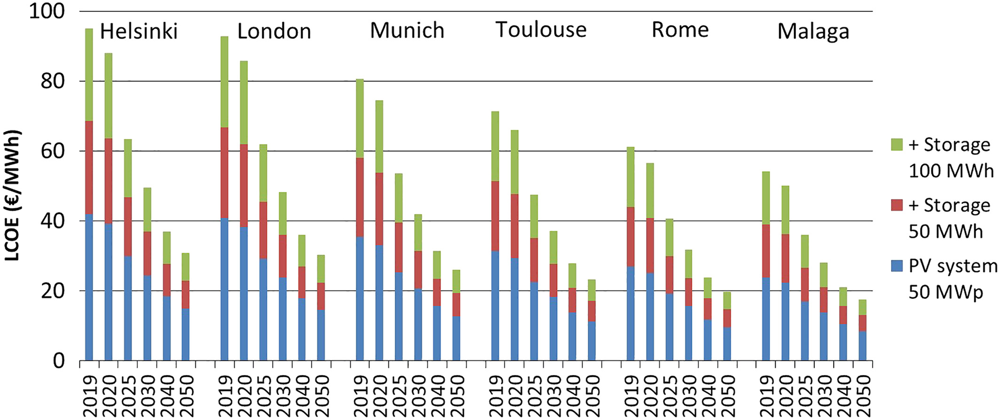 100
80
60
40
20
0
LCOE (€/MWh)
Helsinki
London
Munich
Toulouse
Rome
Malaga
2019 2020 2025 2030 2040 2050
2019 2020 2025 2030 2040 2050
2019 2020 2025 2030 2040 2050
2019 2020 2025 2030 2040 2050
2019 2020 2025 2030 2040 2050
2019 2020 2025 2030 2040 2050
+ Storage
100 MWh
+ Storage
50 MWh
PV system
50 MWp